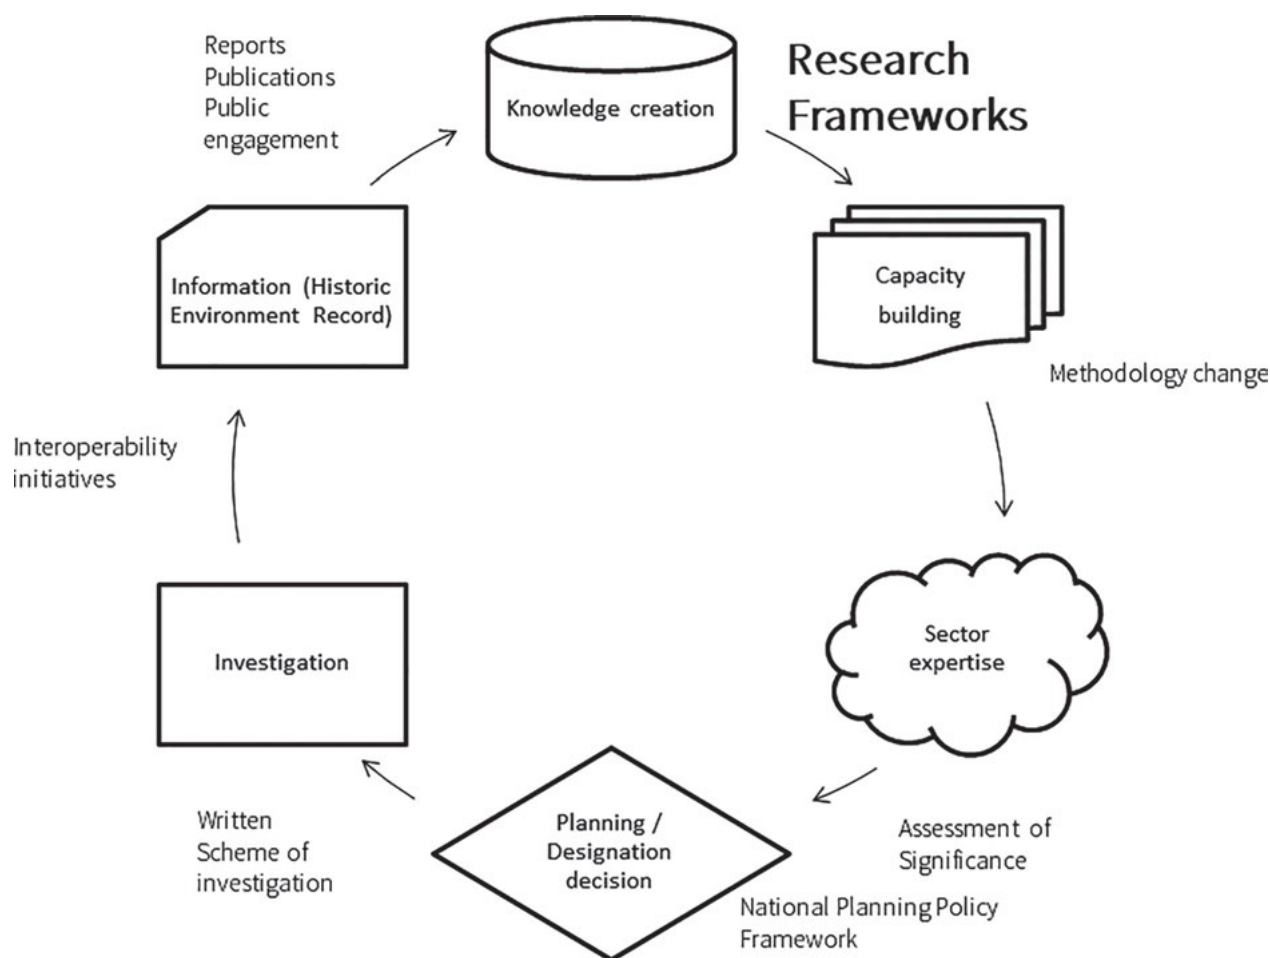 Reports
Publications
Public
engagement
Knowledge creation
Research
Frameworks
Information (Historic
Environment Record)
Capacity
building
Methodology change
Interoperability
initiatives
Sector
expertise
Investigation
Planning /
Designation
decision
Written
Scheme of
investigation
Assessment of
Significance
National Planning Policy
Framework